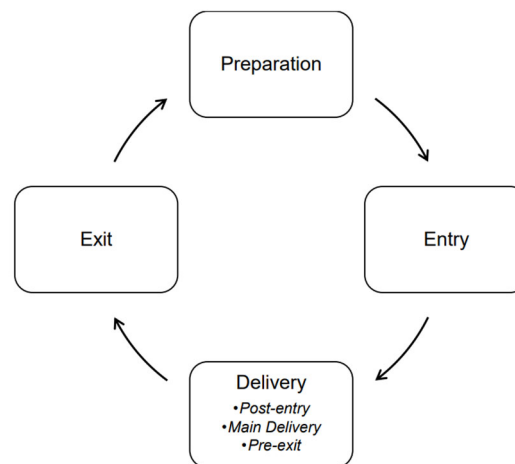 Preparation
Entry
Delivery
•Post-entry
•Main Delivery
•Pre-exit
Exit